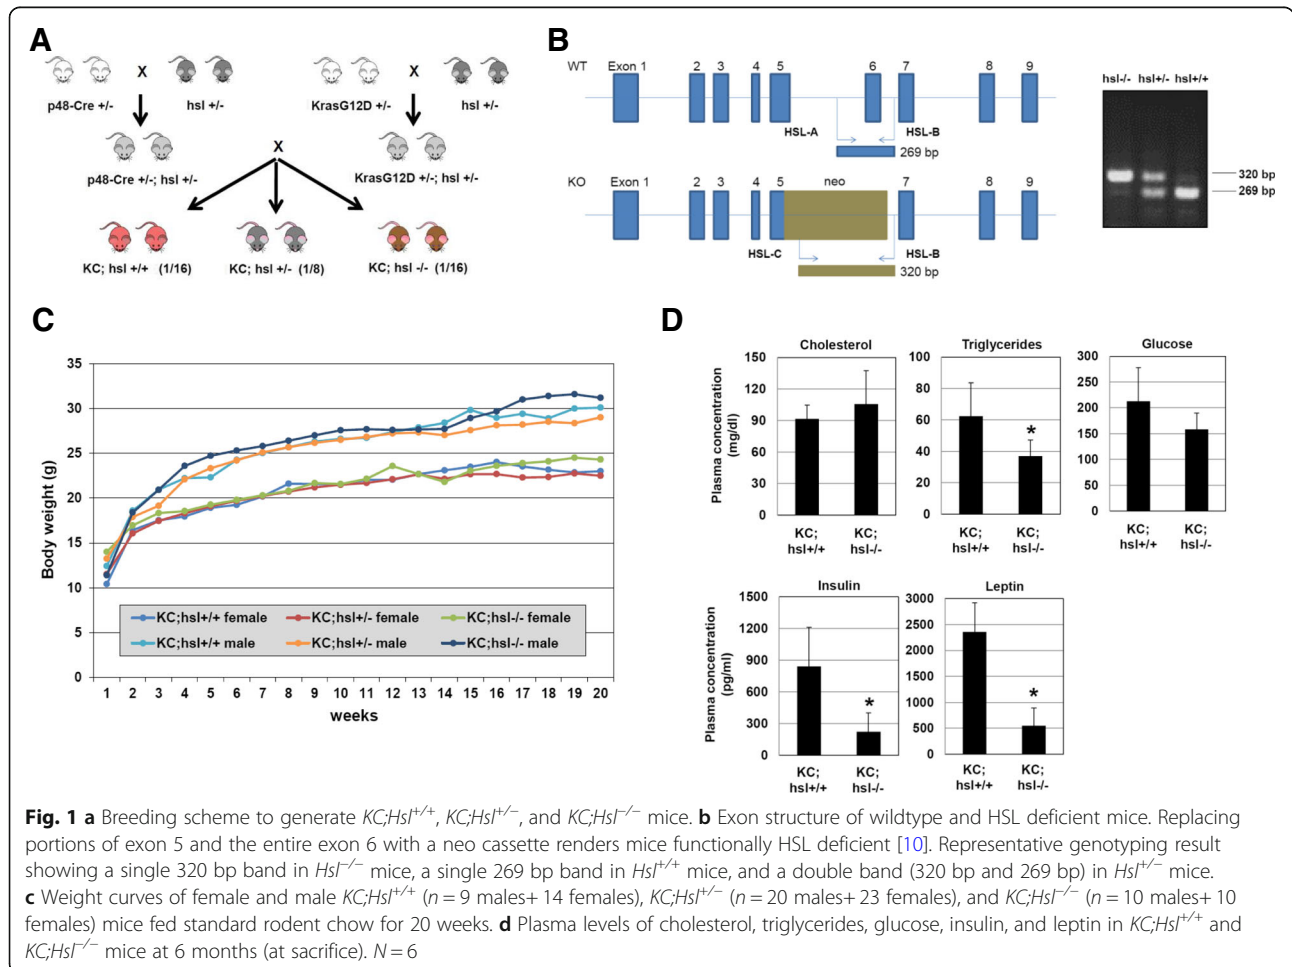 A
X
X
p48-Cre +/-
hsl +/-
KrasG12D +/-
hsl +/-
X
p48-Cre +/-; hsl +/-
KrasG12D +/-; hsl +/-
KC; hsl +/+ (1/16)
KC; hsl +/- (1/8)
KC; hsl -/- (1/16)
B
WT
Exon 1
2
3
4
5
6
7
8
9
HSL-A
HSL-B
269 bp
KO
Exon 1
2
3
4
5
neo
7
8
9
HSL-C
HSL-B
320 bp
hsl-/-
hsl+/-
hsl+/+
320 bp
269 bp
C
Body weight (g)
35
30
25
20
15
10
5
0
KC;hsl+/+ female
KC;hsl+/- female
KC;hsl-/- female
KC;hsl+/+ male
KC;hsl+/- male
KC;hsl-/- male
1 2 3 4 5 6 7 8 9 10 11 12 13 14 15 16 17 18 19 20
weeks
D
Plasma concentration
(mg/dl)
Cholesterol
150
120
90
60
30
0
KC;
hsl+/+
KC;
hsl-/-
Triglycerides
100
80
60
40
20
0
*
KC;
hsl+/+
KC;
hsl-/-
Glucose
300
250
200
150
100
50
0
KC;
hsl+/+
KC;
hsl-/-
Plasma concentration
(pg/ml)
Insulin
1500
1200
900
600
300
0
*
KC;
hsl+/+
KC;
hsl-/-
Leptin
3000
2500
2000
1500
1000
500
0
*
KC;
hsl+/+
KC;
hsl-/-
Fig. 1 a Breeding scheme to generate KC;Hsl+/+, KC;Hsl+/−, and KC;Hsl−/− mice. b Exon structure of wildtype and HSL deficient mice. Replacing
portions of exon 5 and the entire exon 6 with a neo cassette renders mice functionally HSL deficient [10]. Representative genotyping result
showing a single 320 bp band in Hsl−/− mice, a single 269 bp band in Hsl+/+ mice, and a double band (320 bp and 269 bp) in Hsl+/− mice.
c Weight curves of female and male KC;Hsl+/+ (n = 9 males+ 14 females), KC;Hsl+/− (n = 20 males+ 23 females), and KC;Hsl−/− (n = 10 males+ 10
females) mice fed standard rodent chow for 20 weeks. d Plasma levels of cholesterol, triglycerides, glucose, insulin, and leptin in KC;Hsl+/+ and
KC;Hsl−/− mice at 6 months (at sacrifice). N = 6